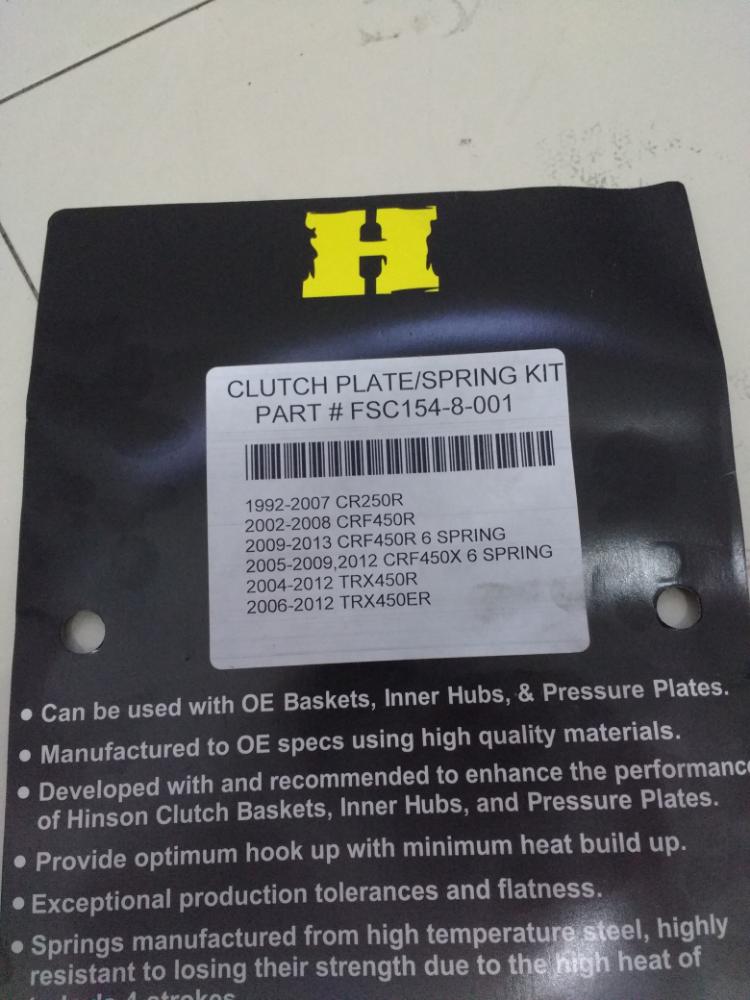 H
CLUTCH PLATE/SPRING KIT
PART # FSC154-8-001
1992-2007 CR250R
2002-2008 CRF450R
2009-2013 CRF450R 6 SPRING
2005-2009,2012 CRF450X 6 SPRING
2004-2012 TRX450R
2006-2012 TRX450ER
• Can be used with OE Baskets, Inner Hubs, & Pressure Plates.
• Manufactured to OE specs using high quality materials.
• Developed with and recommended to enhance the performance
of Hinson Clutch Baskets, Inner Hubs, and Pressure Plates.
• Provide optimum hook up with minimum heat build up.
• Exceptional production tolerances and flatness.
• Springs manufactured from high temperature steel, highly
resistant to losing their strength due to the high heat of
4 strokes